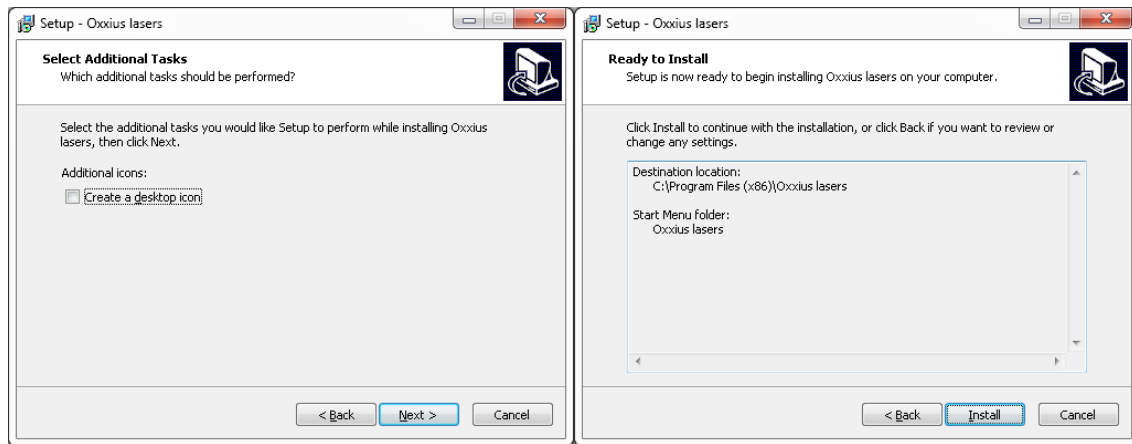 Setup - Oxxius lasers
Select Additional Tasks
Which additional tasks should be performed?
Select the additional tasks you would like Setup to perform while installing Oxxius
lasers, then click Next.
Additional icons:
Create a desktop icon
< Back
Next >
Cancel
Setup - Oxxius lasers
Ready to Install
Setup is now ready to begin installing Oxxius lasers on your computer.
Click Install to continue with the installation, or click Back if you want to review or
change any settings.
Destination location:
C:\Program Files (x86)\Oxxius lasers
Start Menu folder:
Oxxius lasers
< Back
Install
Cancel